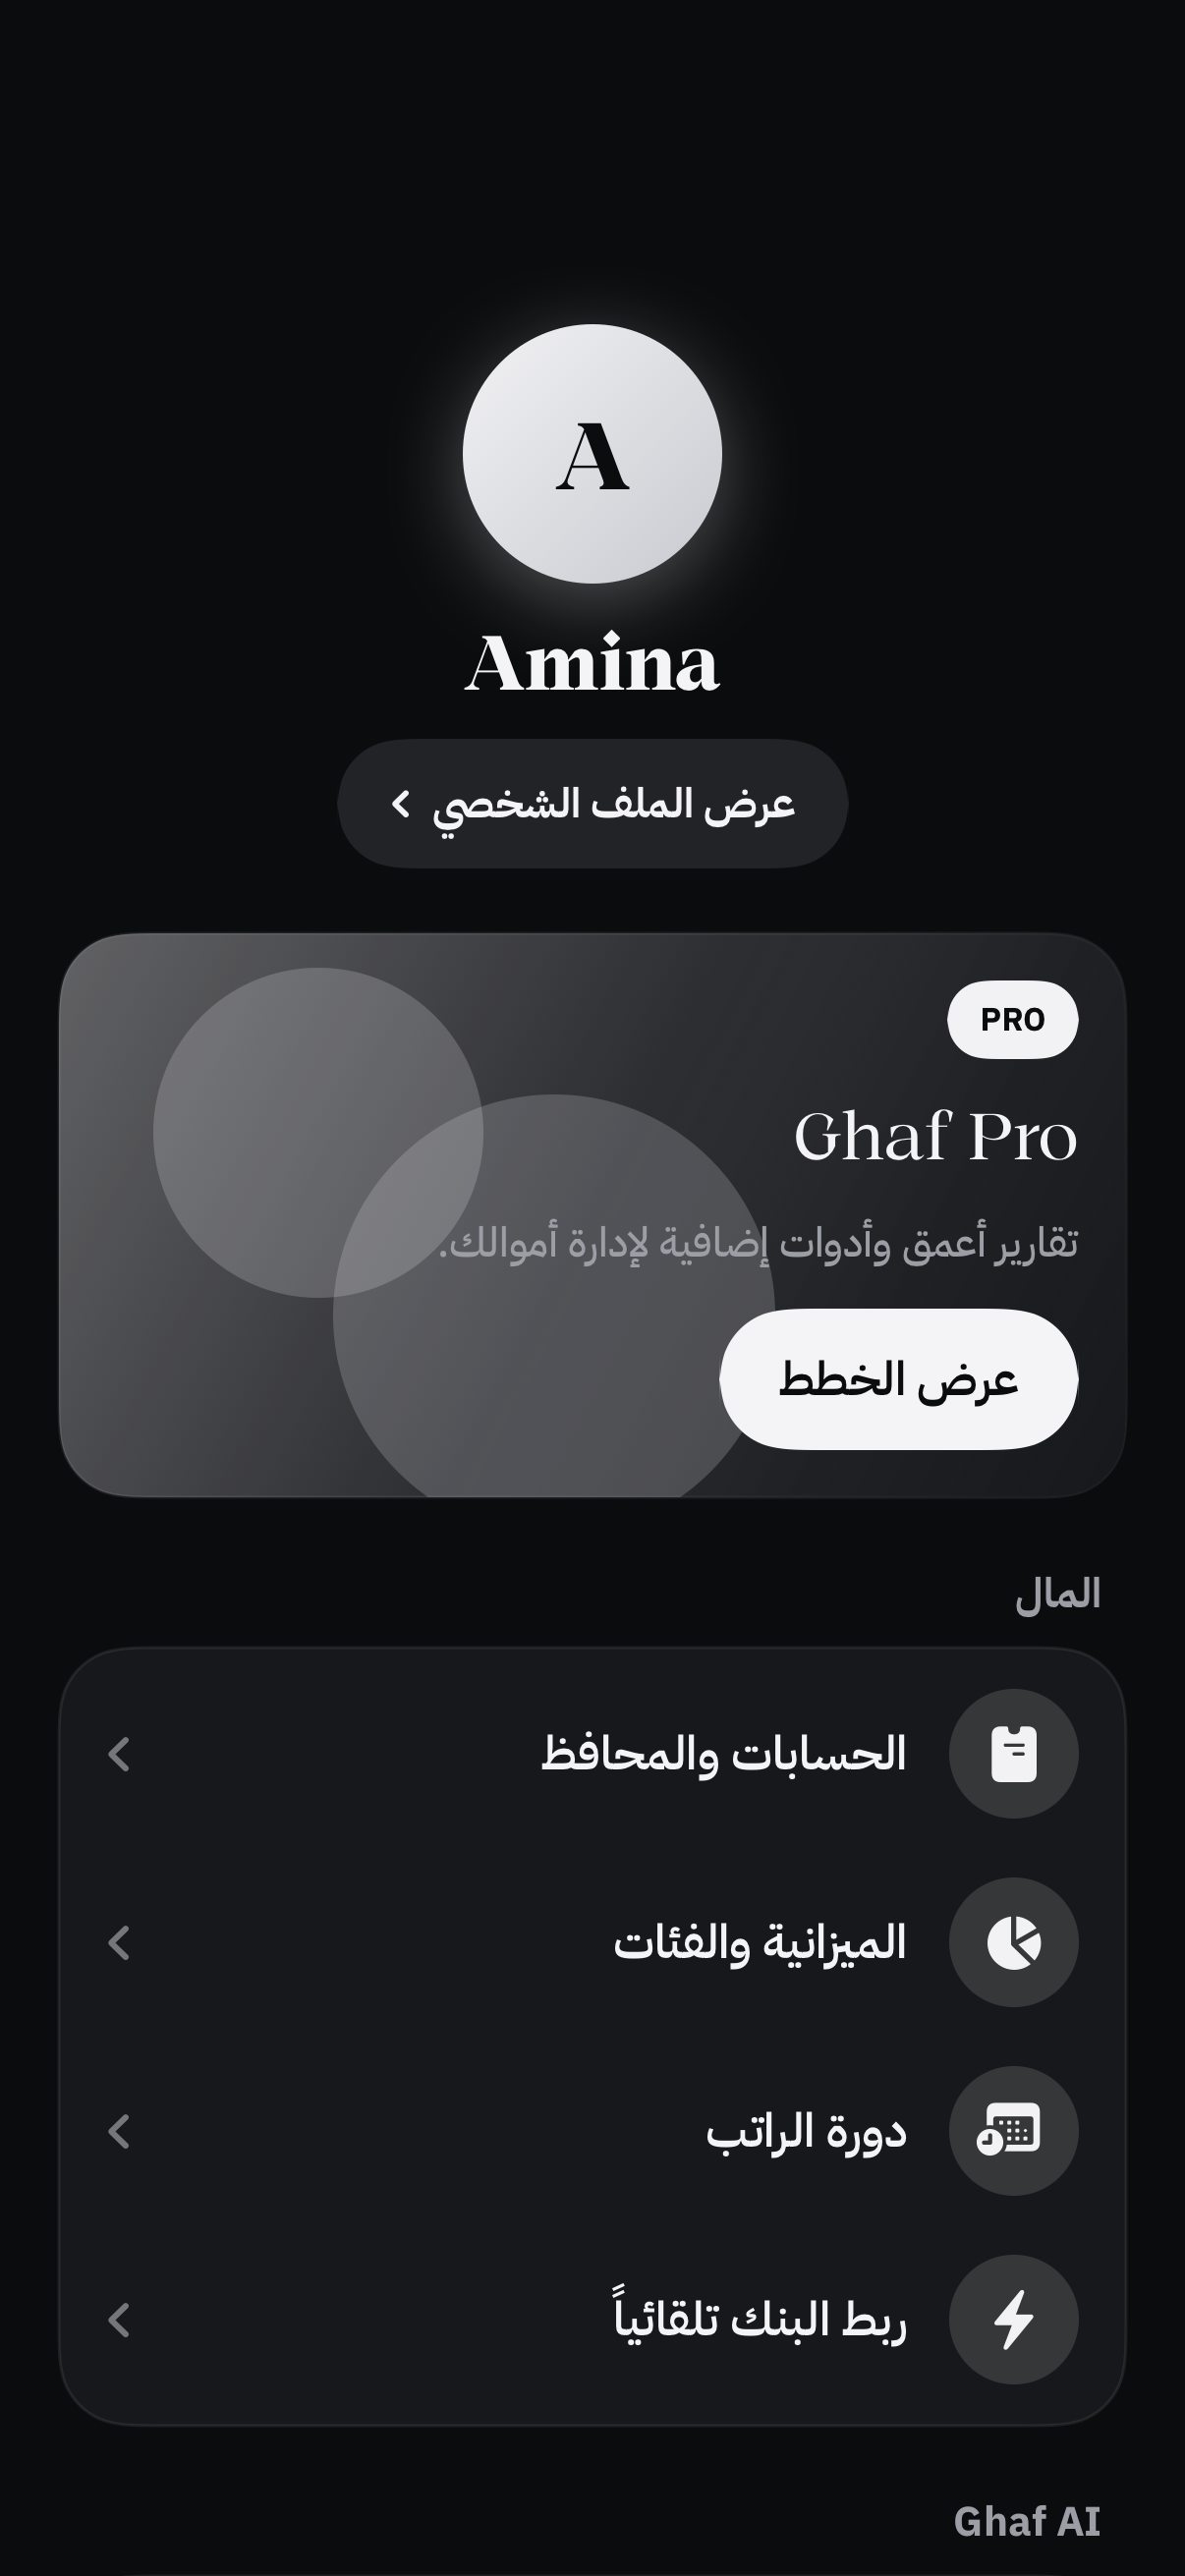 A
Amina
عرض الملف الشخصي
PRO
Ghaf Pro
تقارير أعمق وأدوات إضافية لإدارة أموالك.
عرض الخطط
المال
الحسابات والمحافظ
الميزانية والفئات
دورة الراتب
ربط البنك تلقائياً
Ghaf AI